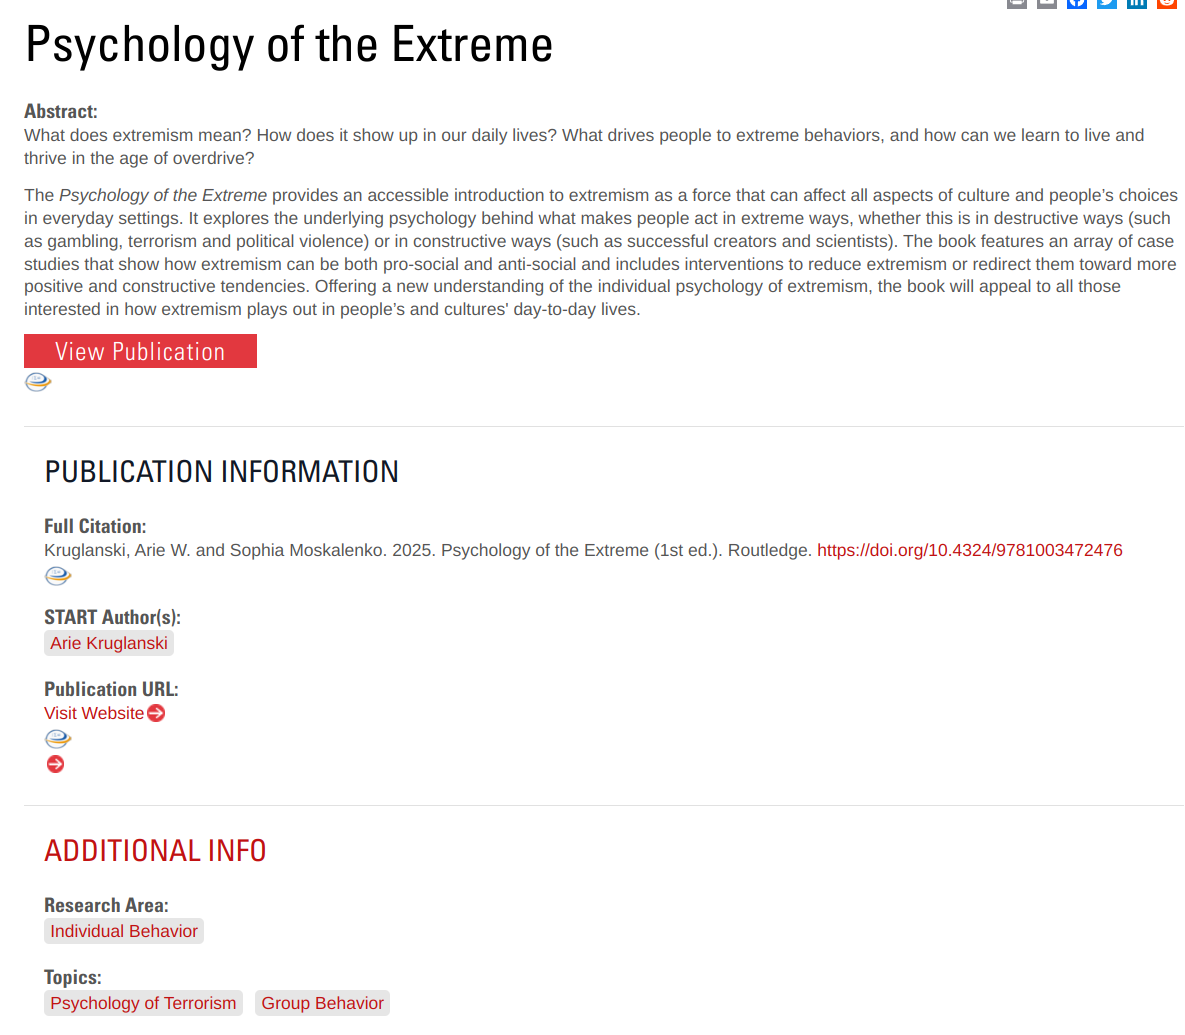 Psychology of the Extreme
Abstract:
What does extremism mean? How does it show up in our daily lives? What drives people to extreme behaviors, and how can we learn to live and
thrive in the age of overdrive?
The Psychology of the Extreme provides an accessible introduction to extremism as a force that can affect all aspects of culture and people’s choices
in everyday settings. It explores the underlying psychology behind what makes people act in extreme ways, whether this is in destructive ways (such
as gambling, terrorism and political violence) or in constructive ways (such as successful creators and scientists). The book features an array of case
studies that show how extremism can be both pro-social and anti-social and includes interventions to reduce extremism or redirect them toward more
positive and constructive tendencies. Offering a new understanding of the individual psychology of extremism, the book will appeal to all those
interested in how extremism plays out in people’s and cultures' day-to-day lives.
View Publication
PUBLICATION INFORMATION
Full Citation:
Kruglanski, Arie W. and Sophia Moskalenko. 2025. Psychology of the Extreme (1st ed.). Routledge. https://doi.org/10.4324/9781003472476
START Author(s):
Arie Kruglanski
Publication URL:
Visit Website
ADDITIONAL INFO
Research Area:
Individual Behavior
Topics:
Psychology of Terrorism Group Behavior